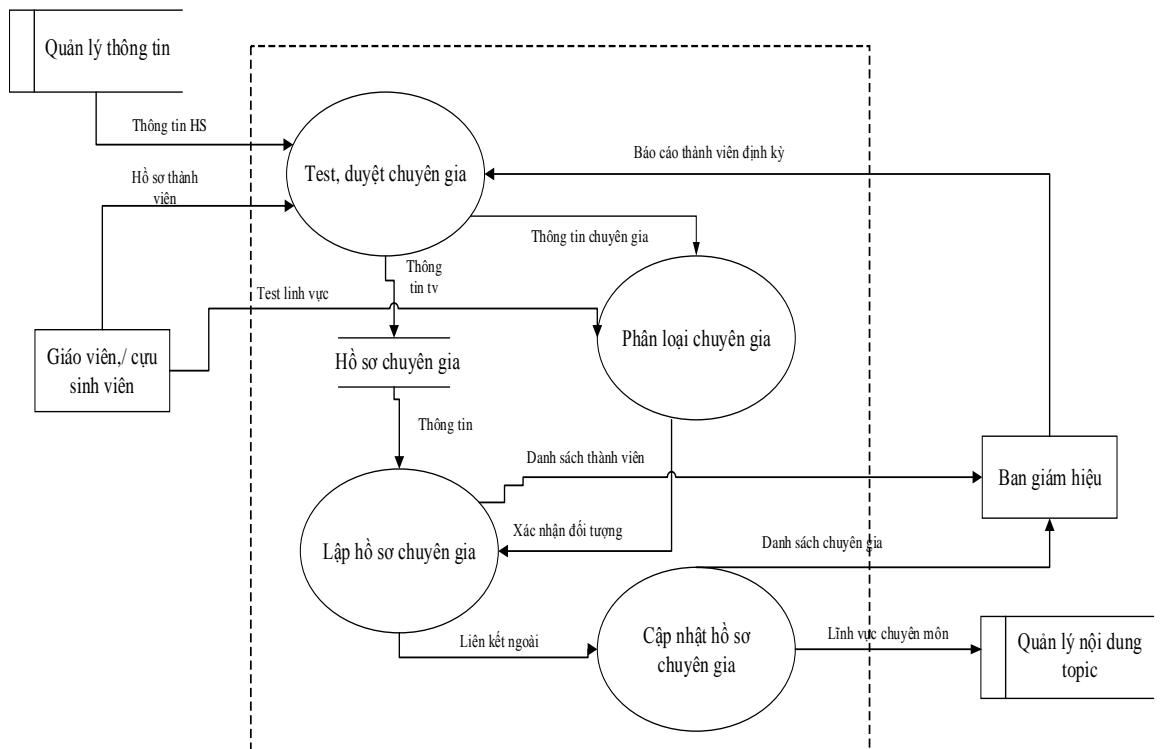 Quản lý thông tin
Thông tin HS
Hồ sơ thành
viên
Test, duyệt chuyên gia
Báo cáo thành viên định kỳ
Thông tin chuyên gia
Thông
tin tv
Test linh vực
Giáo viên,/ cựu
sinh viên
Hồ sơ chuyên gia
Phân loại chuyên gia
Thông tin
Danh sách thành viên
Ban giám hiệu
Xác nhận đối tượng
Lập hồ sơ chuyên gia
Danh sách chuyên gia
Liên kết ngoài
Cập nhật hồ sơ
chuyên gia
Lĩnh vực chuyên môn
Quản lý nội dung
topic